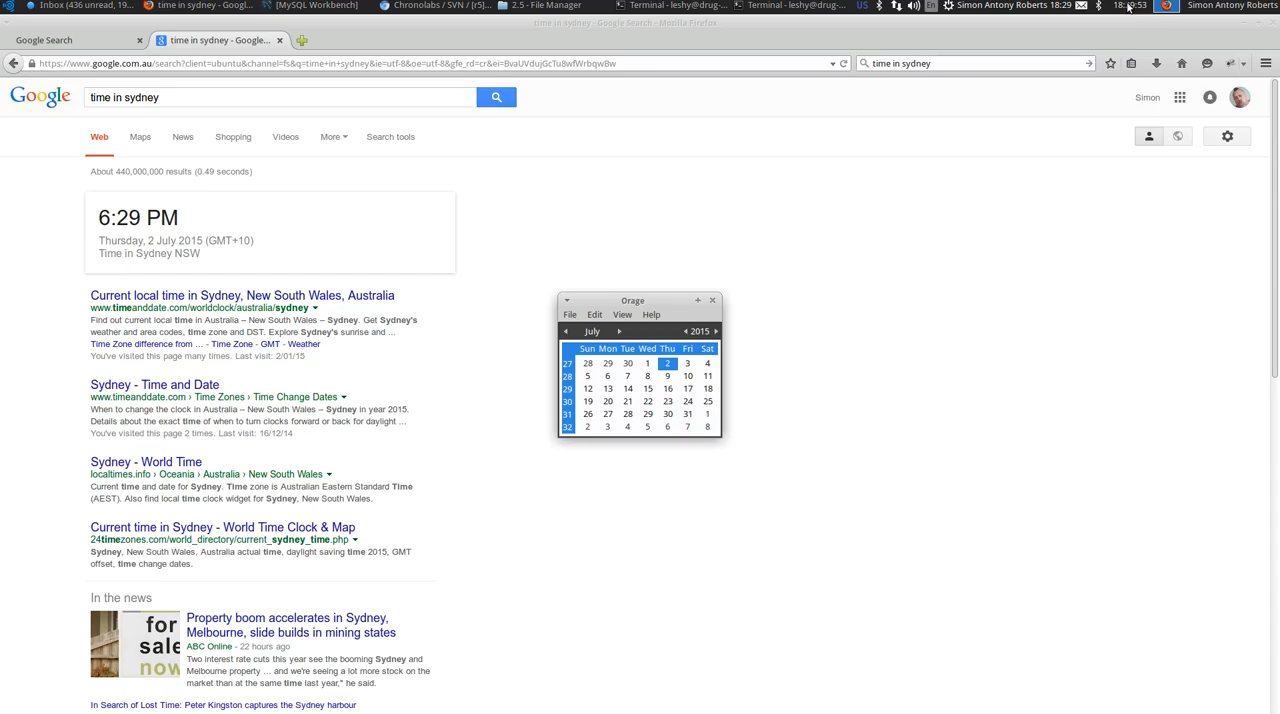 Inbox (436 unread, 19...
time in sydney - Googl...
[MySQL Workbench]
Chronolabs / SVN / [r5]...
2.5 - File Manager
Terminal - leshy@drug-...
Terminal - leshy@drug-...
US
En
Simon Antony Roberts 18:29
Simon Antony Roberts
time in sydney - Google Search - Mozilla Firefox
Google Search
time in sydney - Google...
https://www.google.com.au/search?client=ubuntu&channel=fs&q=time+in+sydney&ie=utf-8&oe=utf-8&gfe_rd=cr&ei=BvaUVdujGcTu8wfWrbqwBw
time in sydney
Google
time in sydney
Simon
Web
Maps
News
Shopping
Videos
More
Search tools
About 440,000,000 results (0.49 seconds)
6:29 PM
Thursday, 2 July 2015 (GMT+10)
Time in Sydney NSW
Current local time in Sydney, New South Wales, Australia
www.timeanddate.com/worldclock/australia/sydney
Find out current local time in Sydney – New South Wales – Sydney. Get Sydney's
weather and area codes, time zone and DST. Explore Sydney's sunrise and ...
Time Zone difference from ... - Time Zone - GMT - Weather
You've visited this page many times. Last visit: 2/01/15
Sydney - Time and Date
www.timeanddate.com › Time Zones › Time Change Dates
When to change the clock in Australia – New South Wales – Sydney in year 2015.
Details about the exact time of when to turn clocks forward or back for daylight ...
You've visited this page 2 times. Last visit: 16/12/14
Sydney - World Time
localtimes.info › Oceania › Australia › New South Wales
Current time and date for Sydney. Time zone is Australian Eastern Standard Time
(AEST). Also find local time clock widget for Sydney, New South Wales.
Current time in Sydney - World Time Clock & Map
24timezones.com/world_directory/current_sydney_time.php
Sydney, New South Wales, Australia actual time, daylight saving time 2015, GMT
offset, time change dates.
In the news
for
sale
now
Property boom accelerates in Sydney,
Melbourne, slide builds in mining states
ABC Online - 22 hours ago
Two interest rate cuts this year see the booming Sydney and
Melbourne property ... and we're seeing a lot more stock on the
market than at the same time last year," he said.
In Search of Lost Time: Peter Kingston captures the Sydney harbour
Orage
File Edit View Help
July 2015
Sun Mon Tue Wed Thu Fri Sat
27 28 29 30 1 2 3 4
28 5 6 7 8 9 10 11
29 12 13 14 15 16 17 18
30 19 20 21 22 23 24 25
31 26 27 28 29 30 31 1
32 2 3 4 5 6 7 8